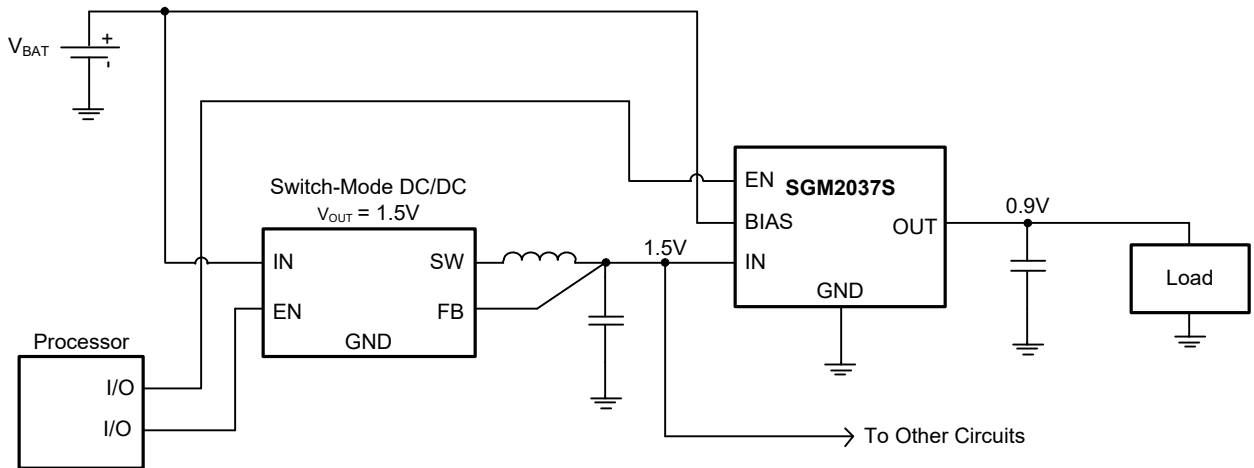 VBAT
+
-
Switch-Mode DC/DC
VOUT = 1.5V
IN
SW
EN
FB
GND
Processor
I/O
I/O
1.5V
EN
SGM2037S
BIAS
OUT
IN
GND
0.9V
Load
To Other Circuits